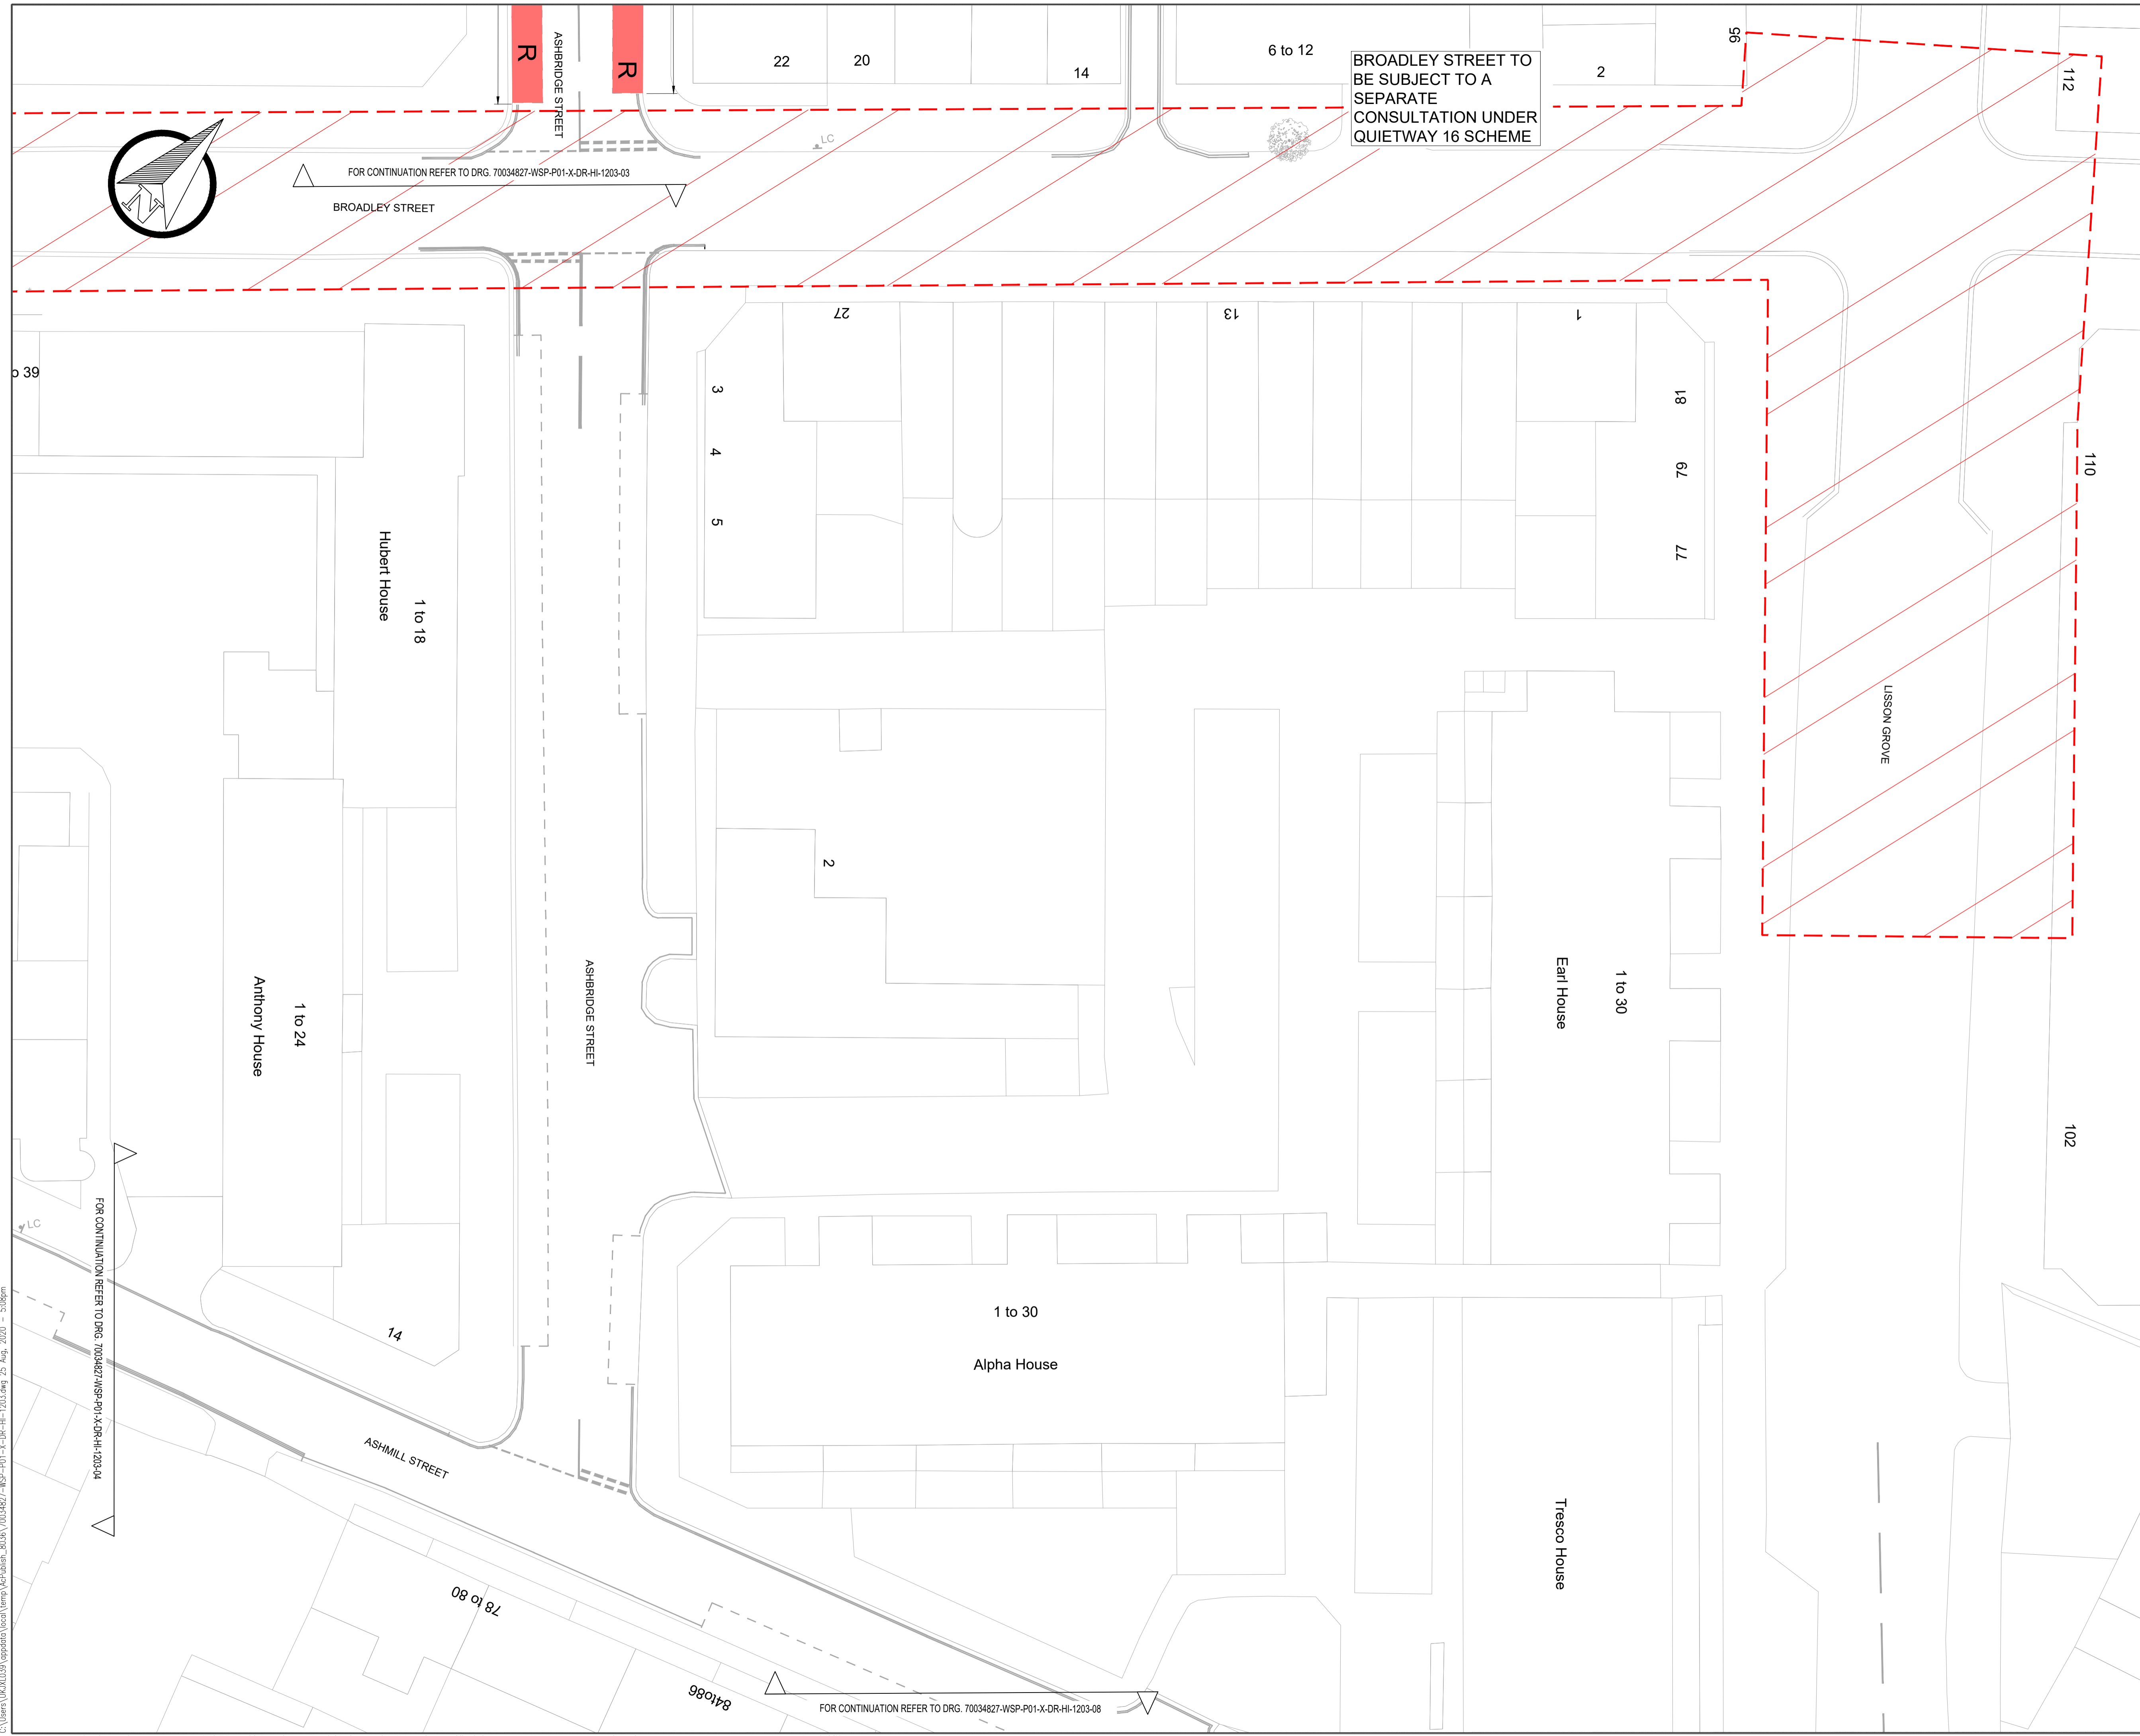 R
ASHBRIDGE STREET
R
22
20
14
6 to 12
BROADLEY STREET TO
BE SUBJECT TO A
SEPARATE
CONSULTATION UNDER
QUIETWAY 16 SCHEME
2
95
112
LC
N
FOR CONTINUATION REFER TO DRG. 70034827-WSP-P01-X-DR-HI-1203-03
BROADLEY STREET
27
13
1
o 39
3
4
5
81
79
77
110
Hubert House
1 to 18
LISSON GROVE
2
Anthony House
1 to 24
ASHBRIDGE STREET
Earl House
1 to 30
102
LC
FOR CONTINUATION REFER TO DRG. 70034827-WSP-P01-X-DR-HI-1203-04
14
1 to 30
Alpha House
ASHMILL STREET
Tresco House
78 to 80
84to86
FOR CONTINUATION REFER TO DRG. 70034827-WSP-P01-X-DR-HI-1203-08